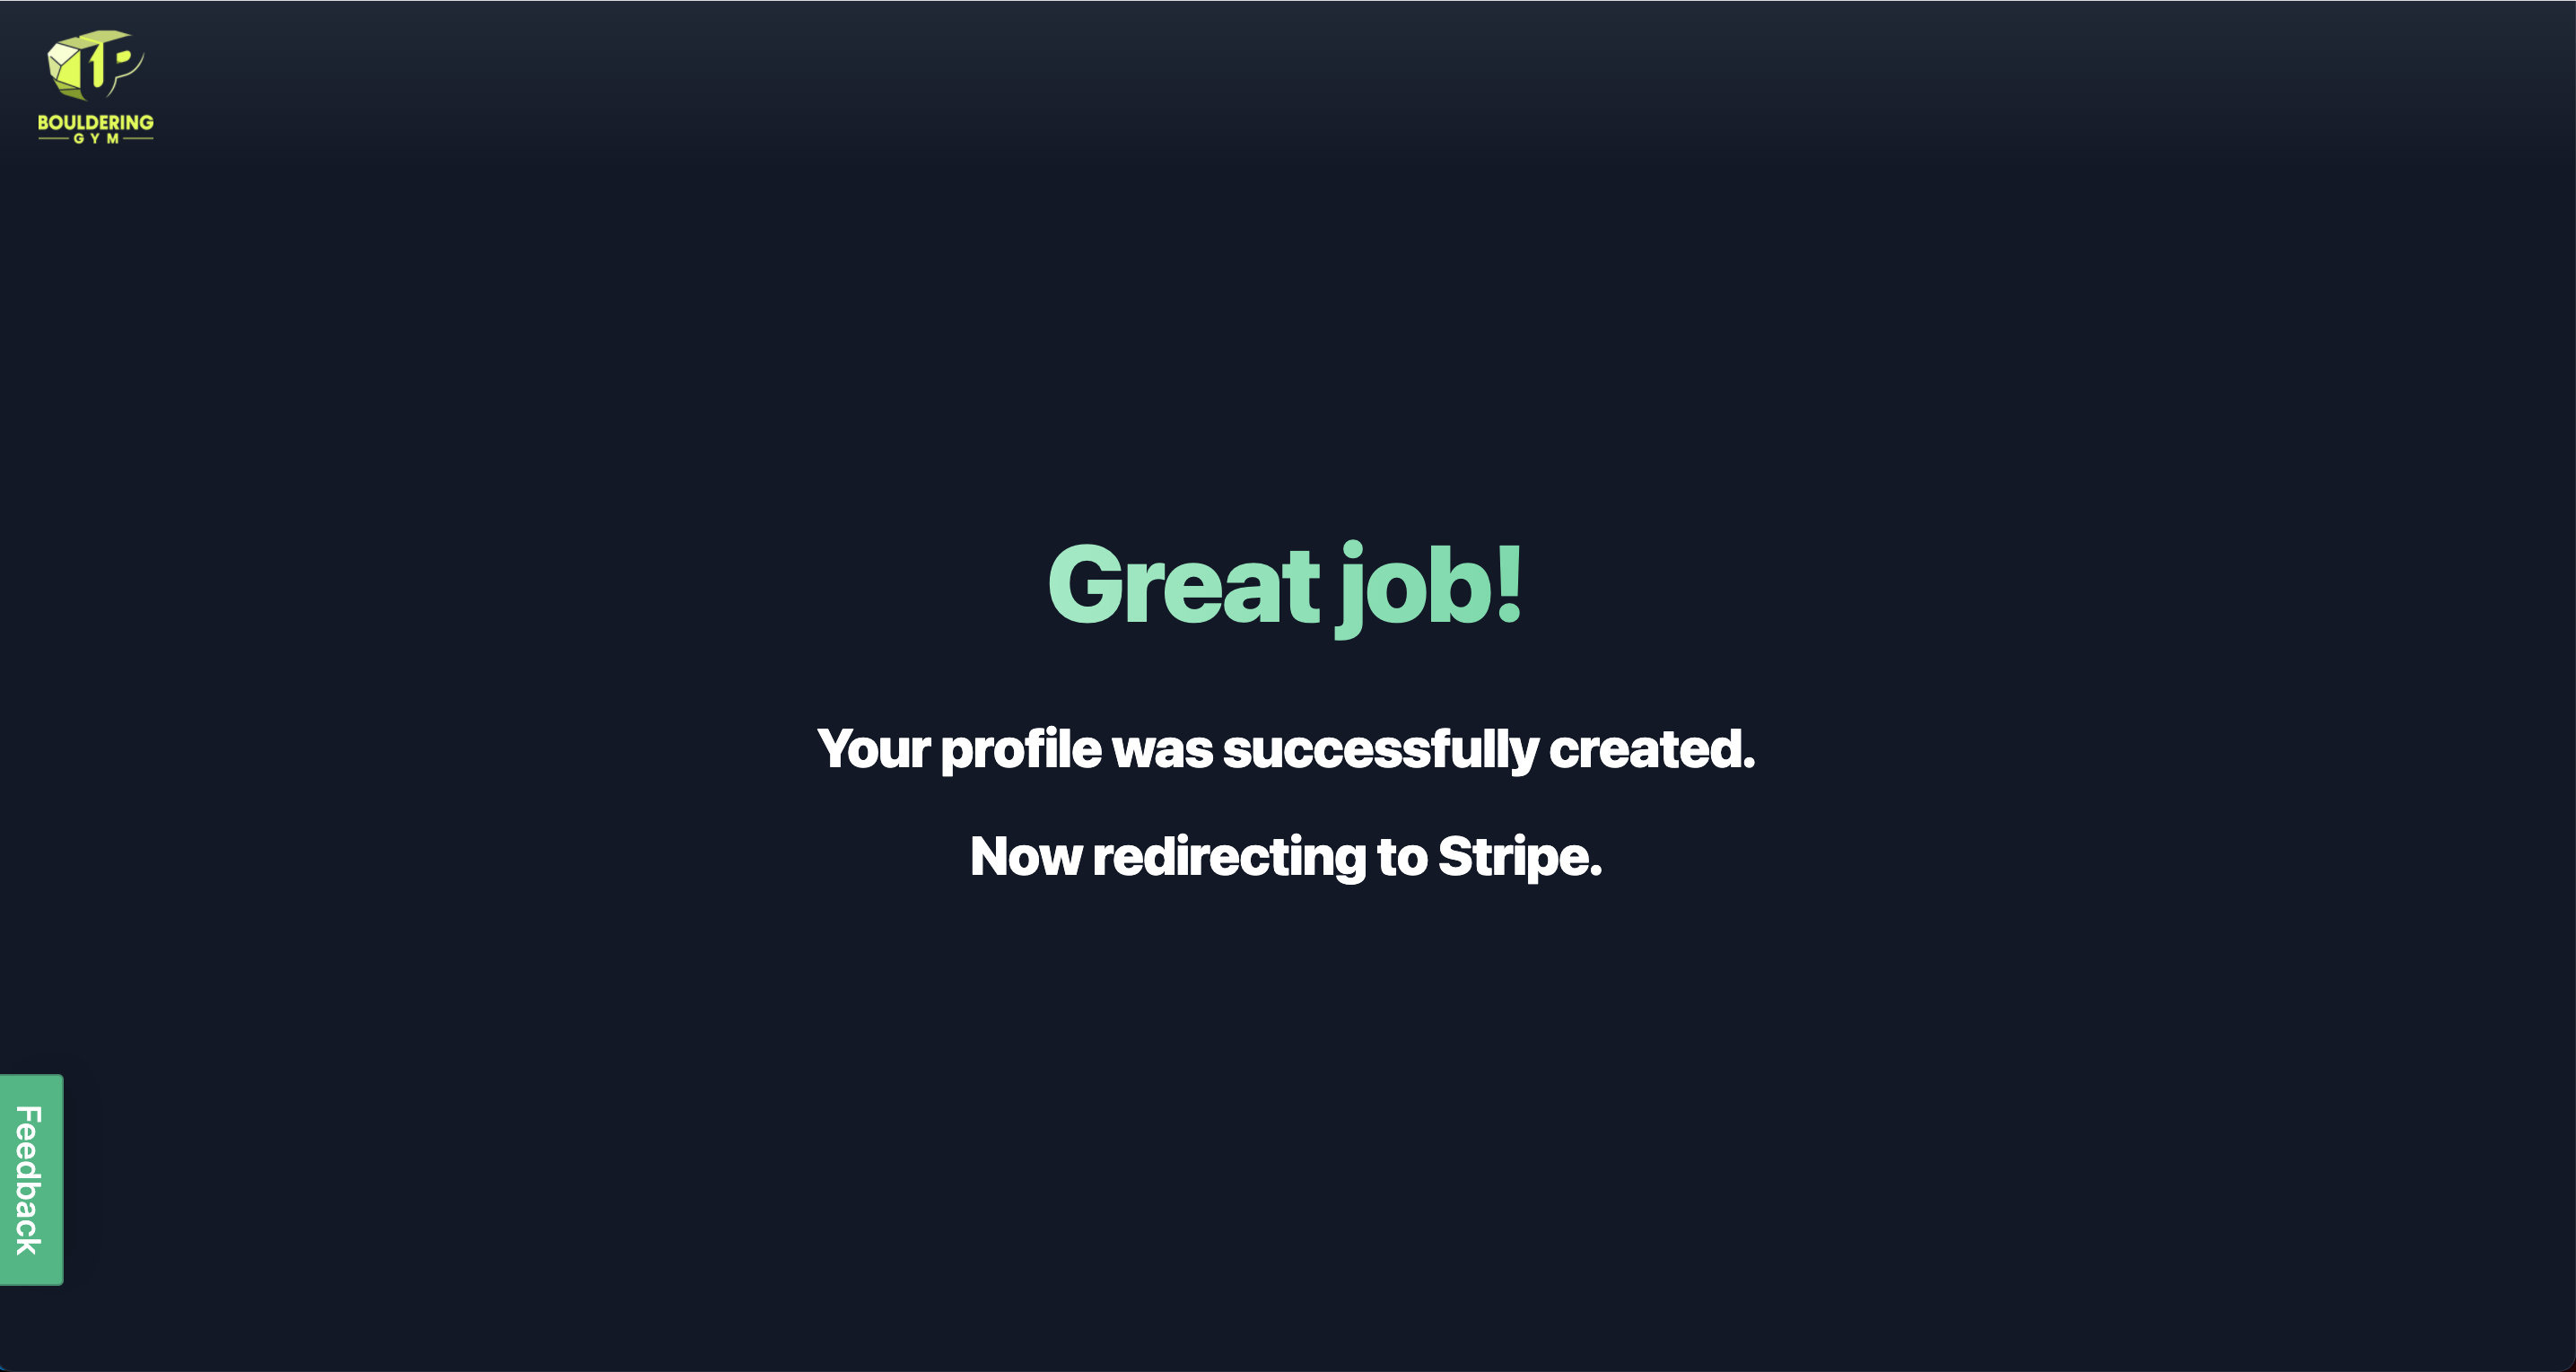 1P
BOULDERING
GYM
Great job!
Your profile was successfully created.
Now redirecting to Stripe.
Feedback